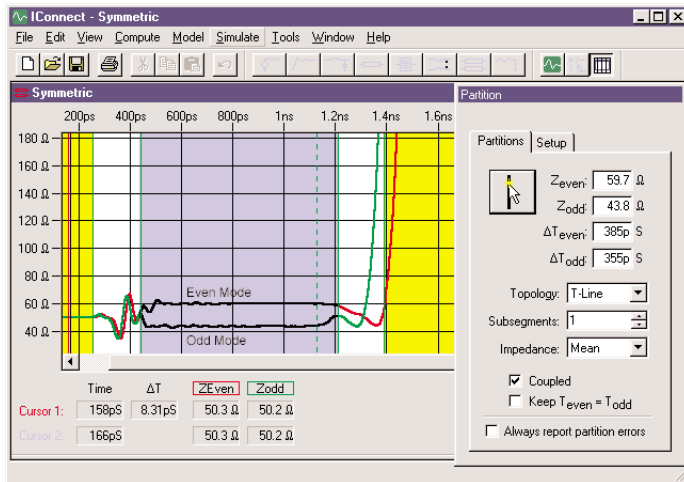 IConnect - Symmetric
File Edit View Compute Model Simulate Tools Window Help
Symmetric
200ps 400ps 600ps 800ps 1ns 1.2ns 1.4ns 1.6ns
180 Ω
160 Ω
140 Ω
120 Ω
100 Ω
80 Ω
60 Ω
40 Ω
Even Mode
Odd Mode
Time ΔT ZEven Zodd
Cursor 1: 158pS 8.31pS 50.3 Ω 50.2 Ω
Cursor 2: 166pS 50.3 Ω 50.2 Ω
Partition
Partitions Setup
Zeven: 59.7 Ω
Zodd: 43.8 Ω
ΔTeven: 385p S
ΔTodd: 355p S
Topology: T-Line
Subsegments: 1
Impedance: Mean
Coupled
Keep Teven = Todd
Always report partition errors